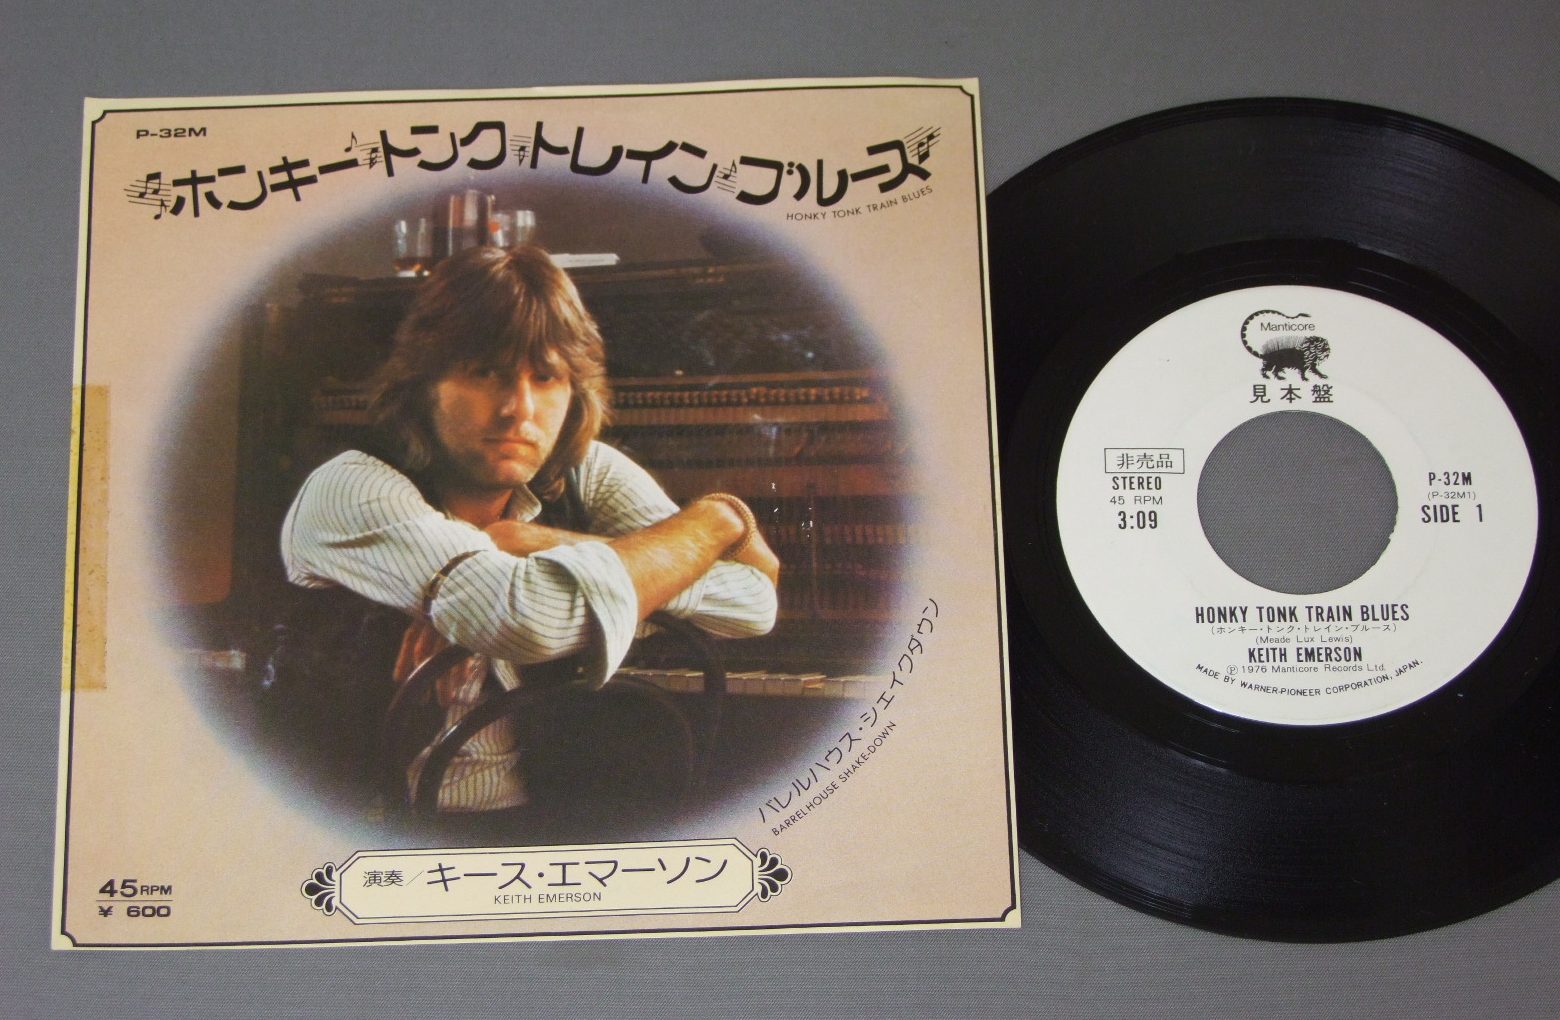 P-32M
ホンキー・トンク・トレイン・ブルース
HONKY TONK TRAIN BLUES
バレルハウス・シェイクダウン
BARRELHOUSE SHAKE-DOWN
演奏／キース・エマーソン
KEITH EMERSON
45 RPM
¥ 600
Manticore
見本盤
非売品
STEREO
45 RPM
3:09
P-32M
(P-32M1)
SIDE 1
HONKY TONK TRAIN BLUES
(ホンキー・トンク・トレイン・ブルース)
(Meade Lux Lewis)
KEITH EMERSON
Ⓟ 1976 Manticore Records Ltd.
MADE BY WARNER-PIONEER CORPORATION, JAPAN.